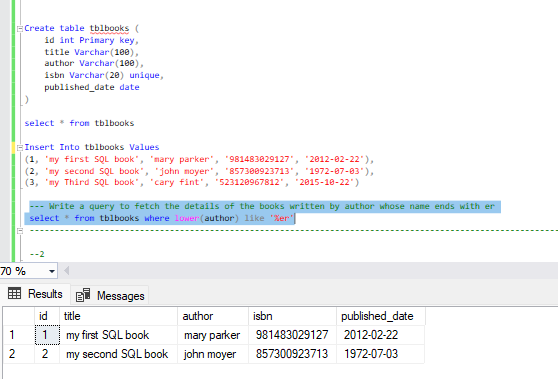 Create table tblbooks (
id int Primary key,
title Varchar(100),
author Varchar(100),
isbn Varchar(20) unique,
published_date date
)
select * from tblbooks
Insert Into tblbooks Values
(1, 'my first SQL book', 'mary parker', '981483029127', '2012-02-22'),
(2, 'my second SQL book', 'john moyer', '857300923713', '1972-07-03'),
(3, 'my Third SQL book', 'cary fint', '523120967812', '2015-10-22')
--- Write a query to fetch the details of the books written by author whose name ends with er
select * from tblbooks where lower(author) like '%er'
--2
70 %
Results Messages
id title author isbn published_date
1 1 my first SQL book mary parker 981483029127 2012-02-22
2 2 my second SQL book john moyer 857300923713 1972-07-03